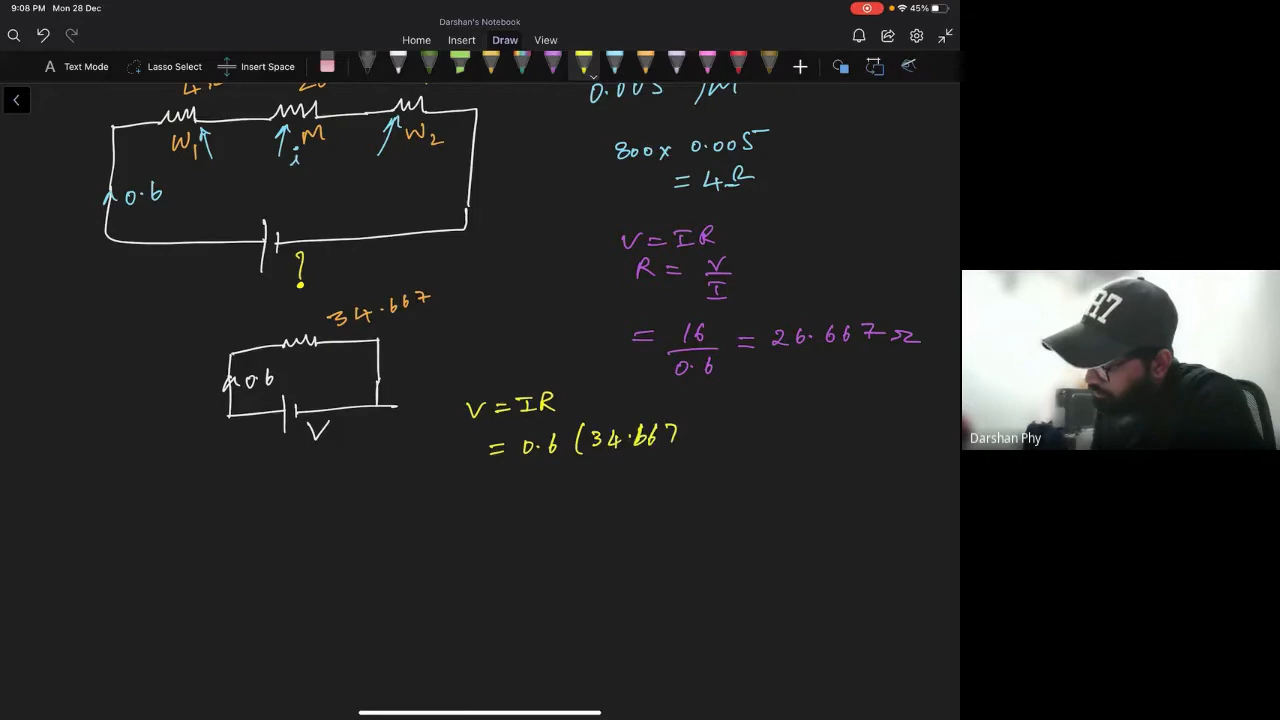 9:08 PM Mon 28 Dec
45%
Darshan's Notebook
Home Insert Draw View
A Text Mode Lasso Select Insert Space
0.005 /M
W1 M W2
i
0.6
800 x 0.005
= 4Ω
?
V = IR
R = V/I
34.667
= 16/0.6 = 26.667 Ω
0.6
V
V = IR
= 0.6 (34.667
Darshan Phy